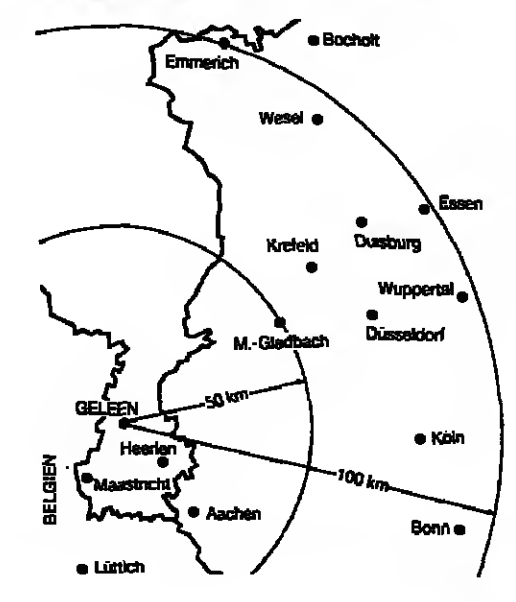 Bocholt
Emmerich
Wesel
Essen
Duisburg
Krefeld
Wuppertal
Düsseldorf
M.-Gladbach
50 km
GELEEN
Köln
Heerlen
100 km
Maastricht
BELGIEN
Aachen
Bonn
Lüttich